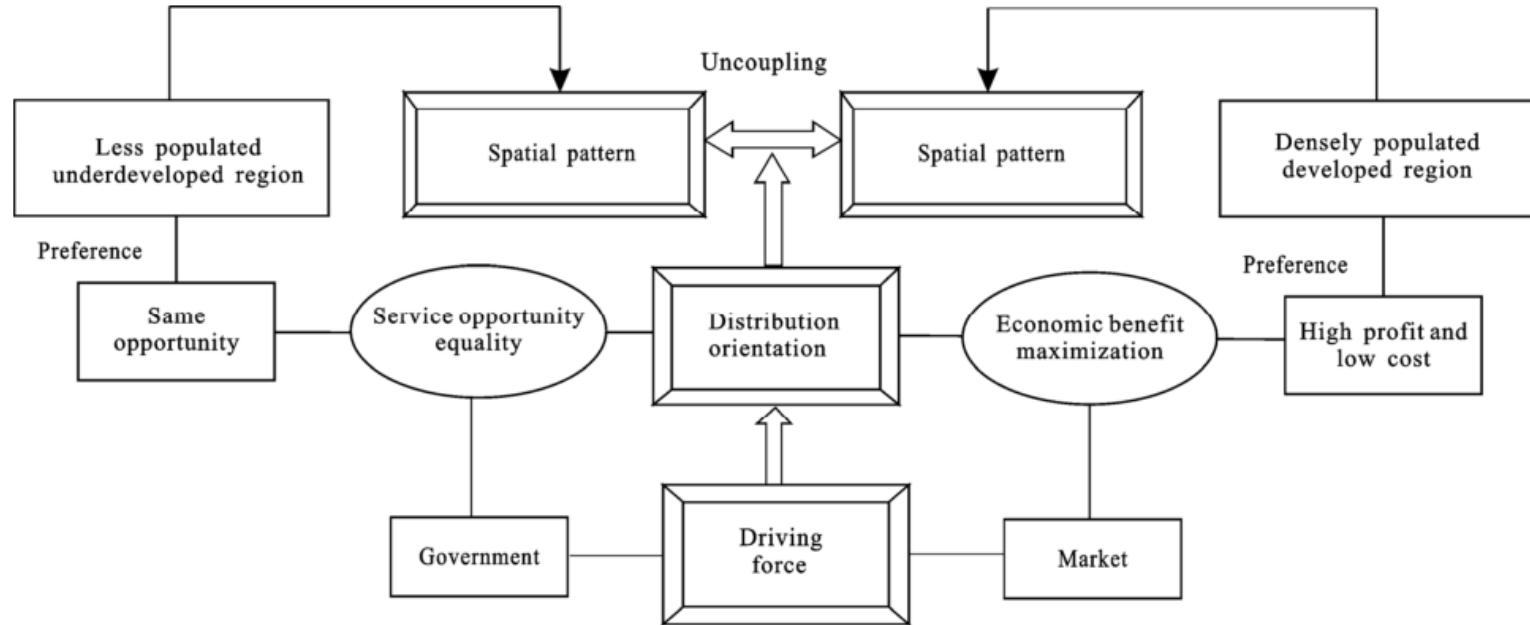 Uncoupling
Less populated
underdeveloped region
Spatial pattern
Spatial pattern
Densely populated
developed region
Preference
Preference
Same
opportunity
Service opportunity
equality
Distribution
orientation
Economic benefit
maximization
High profit and
low cost
Government
Driving
force
Market